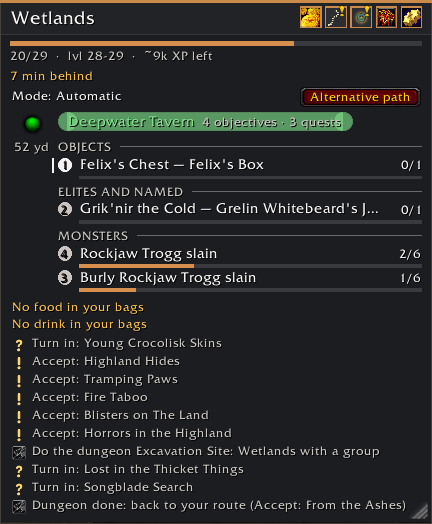 Wetlands
20/29 · lvl 28-29 · ~9k XP left
7 min behind
Mode: Automatic
Alternative path
Deepwater Tavern 4 objectives · 3 quests
52 yd OBJECTS
1 Felix's Chest — Felix's Box 0/1
ELITES AND NAMED
2 Grik'nir the Cold — Grelin Whitebeard's J... 0/1
MONSTERS
4 Rockjaw Trogg slain 2/6
3 Burly Rockjaw Trogg slain 1/6
No food in your bags
No drink in your bags
? Turn in: Young Crocolisk Skins
! Accept: Highland Hides
! Accept: Tramping Paws
! Accept: Fire Taboo
! Accept: Blisters on The Land
! Accept: Horrors in the Highland
Do the dungeon Excavation Site: Wetlands with a group
? Turn in: Lost in the Thicket Things
? Turn in: Songblade Search
Dungeon done: back to your route (Accept: From the Ashes)